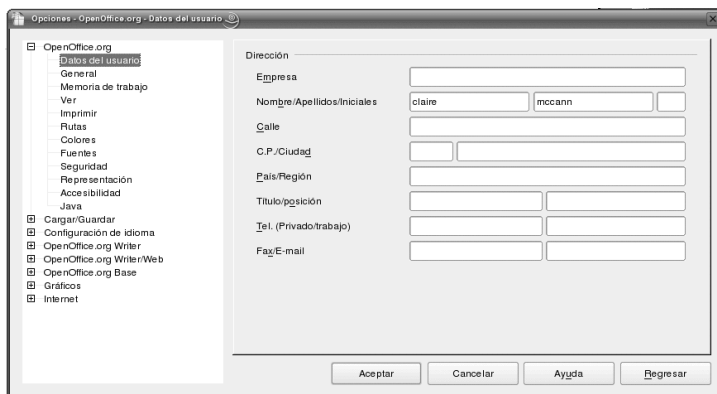 Opciones - OpenOffice.org - Datos del usuario
OpenOffice.org
Datos del usuario
General
Memoria de trabajo
Ver
Imprimir
Rutas
Colores
Fuentes
Seguridad
Representación
Accesibilidad
Java
Cargar/Guardar
Configuración de idioma
OpenOffice.org Writer
OpenOffice.org Writer/Web
OpenOffice.org Base
Gráficos
Internet
Dirección
Empresa
Nombre/Apellidos/Iniciales claire mccann
Calle
C.P./Ciudad
País/Región
Título/posición
Tel. (Privado/trabajo)
Fax/E-mail
Aceptar Cancelar Ayuda Regresar